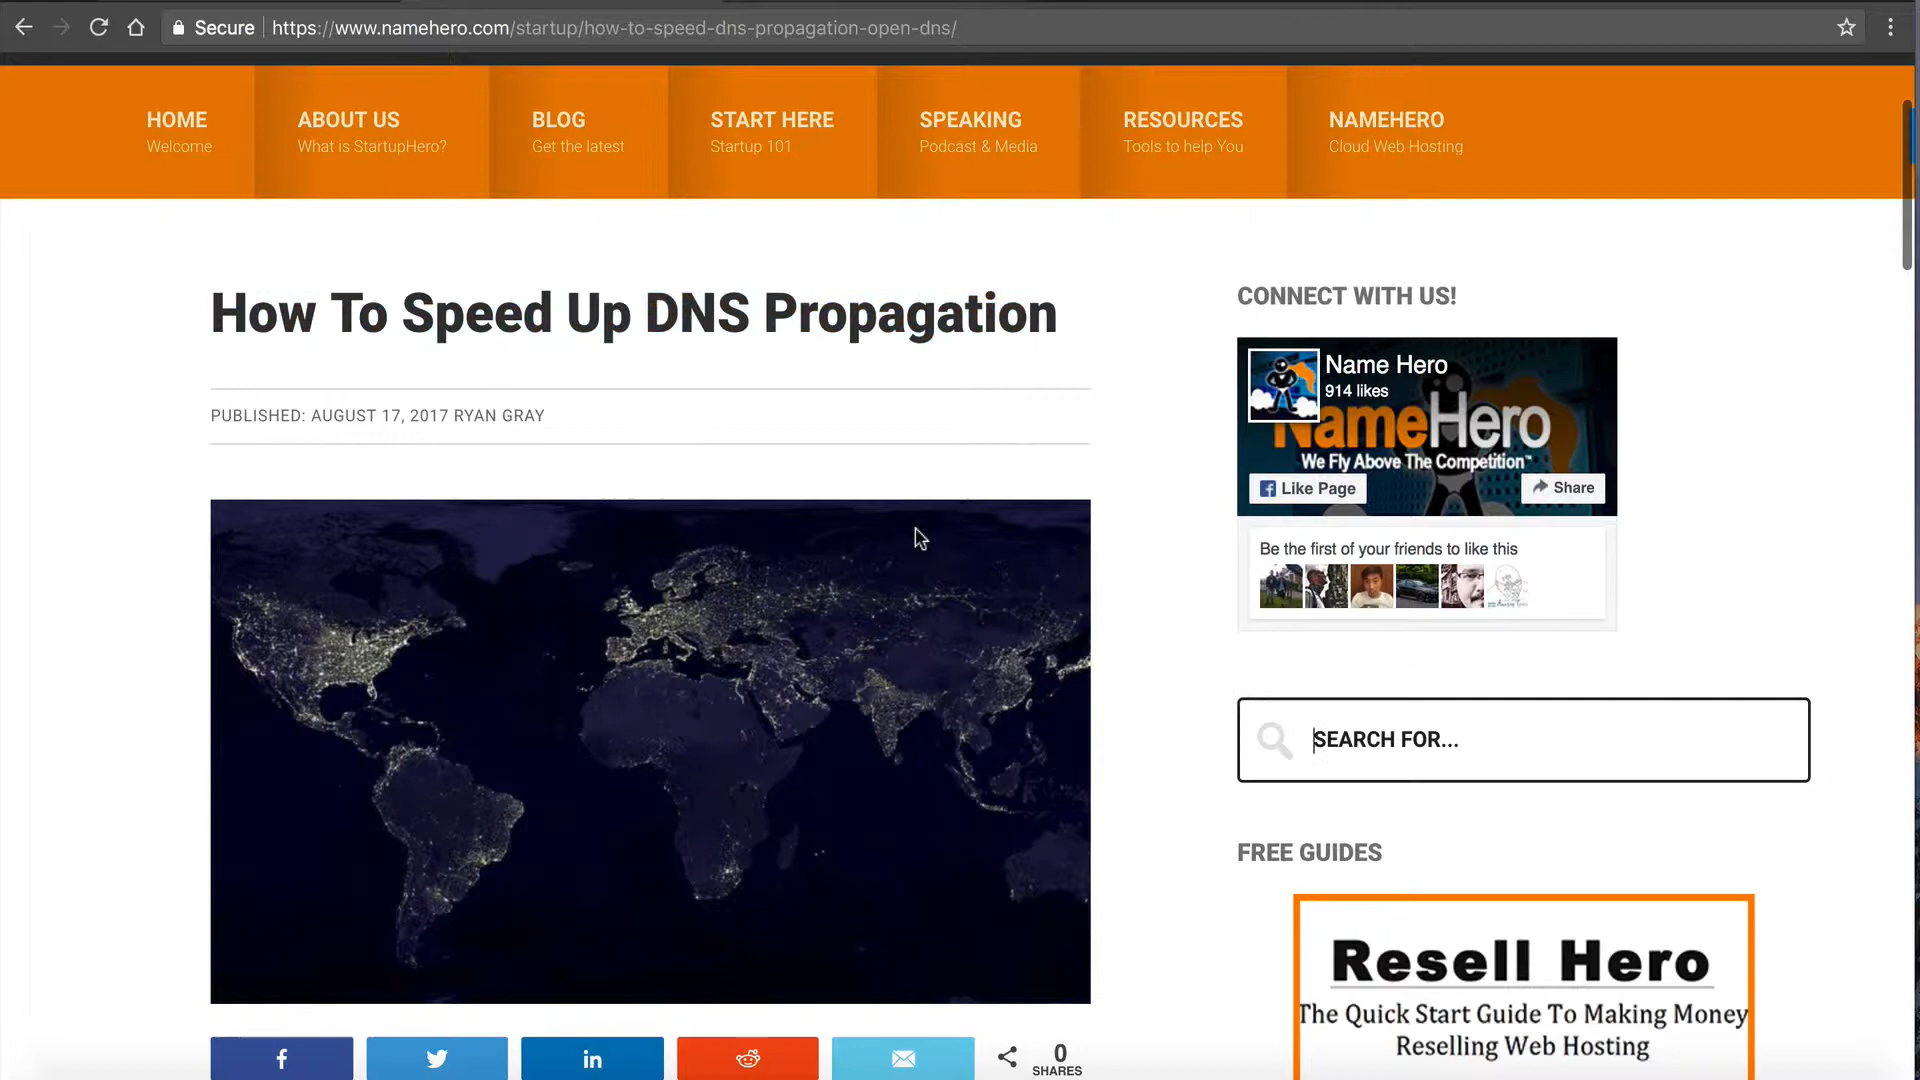 Secure https://www.namehero.com/startup/how-to-speed-dns-propagation-open-dns/
HOME
Welcome
ABOUT US
What is StartupHero?
BLOG
Get the latest
START HERE
Startup 101
SPEAKING
Podcast & Media
RESOURCES
Tools to help You
NAMEHERO
Cloud Web Hosting
How To Speed Up DNS Propagation
PUBLISHED: AUGUST 17, 2017 RYAN GRAY
0
SHARES
CONNECT WITH US!
Name Hero
914 likes
NameHero
We Fly Above The Competition™
Like Page
Share
Be the first of your friends to like this
SEARCH FOR...
FREE GUIDES
Resell Hero
The Quick Start Guide To Making Money
Reselling Web Hosting